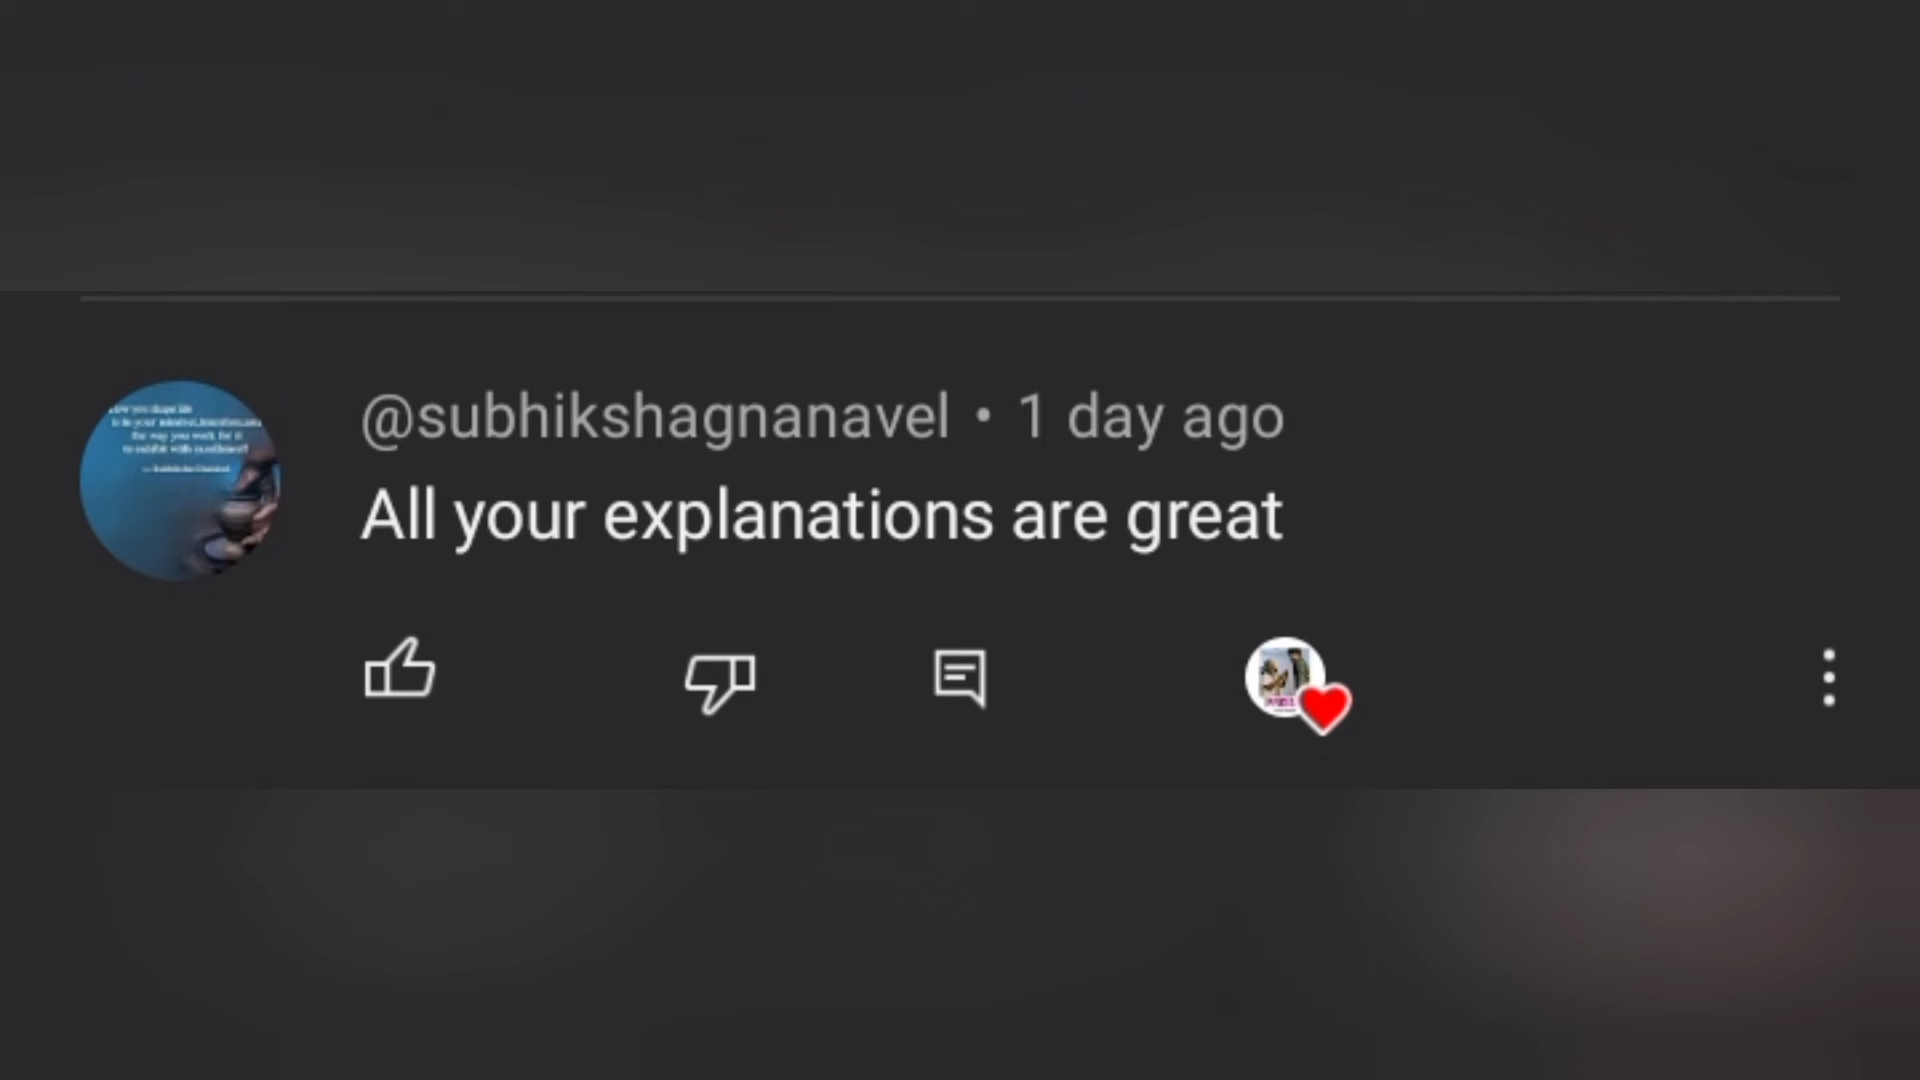 @subhikshagnanavel • 1 day ago
All your explanations are great